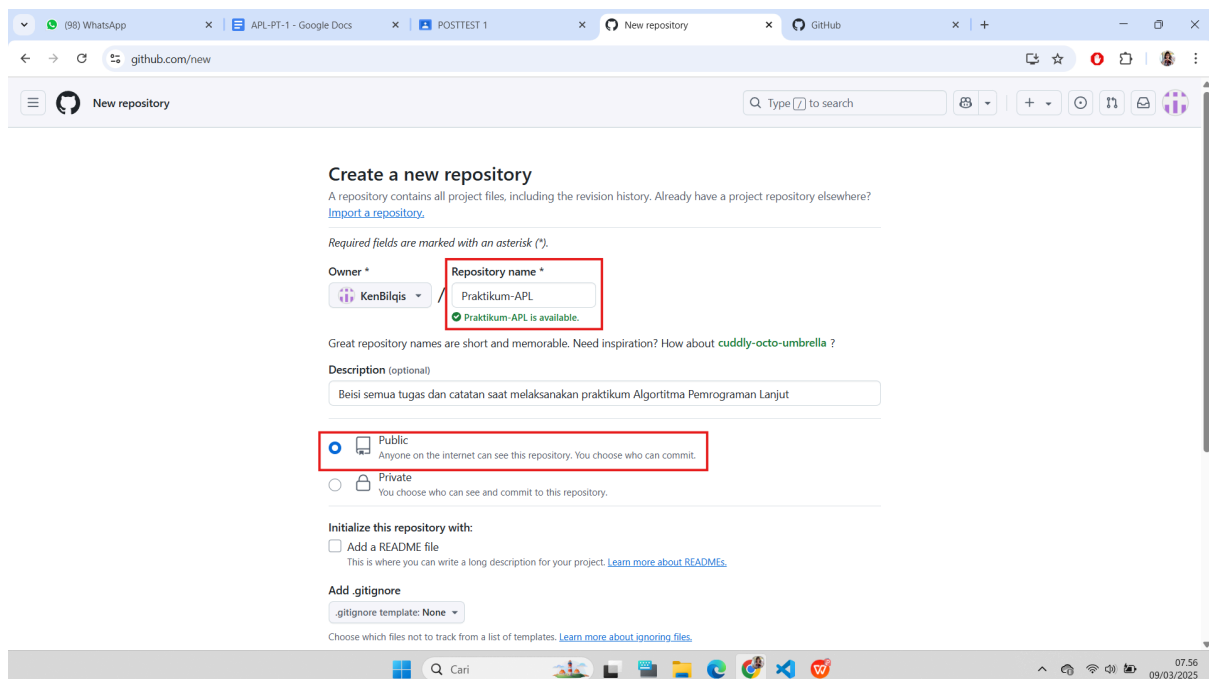 (98) WhatsApp
APL-PT-1 - Google Docs
POSTTEST 1
New repository
GitHub
github.com/new
New repository
Type / to search
Create a new repository
A repository contains all project files, including the revision history. Already have a project repository elsewhere?
Import a repository.
Required fields are marked with an asterisk (*).
Owner *
Repository name *
KenBilqis
/
Praktikum-APL
Praktikum-APL is available.
Great repository names are short and memorable. Need inspiration? How about cuddly-octo-umbrella ?
Description (optional)
Beisi semua tugas dan catatan saat melaksanakan praktikum Algortitma Pemrograman Lanjut
Public
Anyone on the internet can see this repository. You choose who can commit.
Private
You choose who can see and commit to this repository.
Initialize this repository with:
Add a README file
This is where you can write a long description for your project. Learn more about READMEs.
Add .gitignore
.gitignore template: None
Choose which files not to track from a list of templates. Learn more about ignoring files.
Cari
07.56
09/03/2025